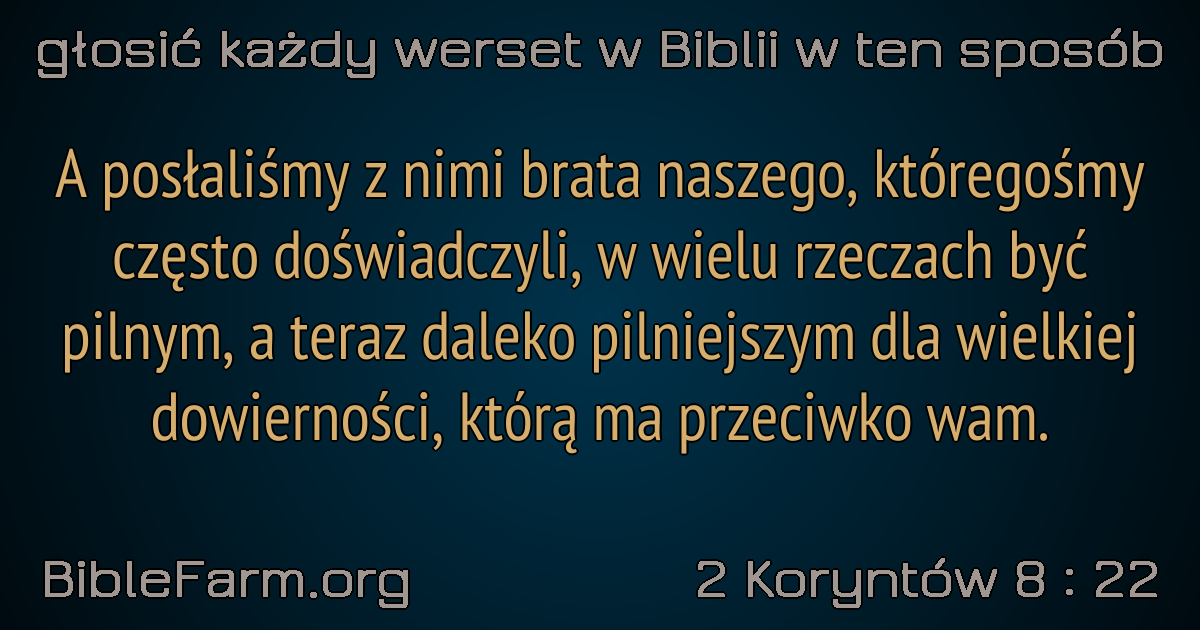 głosić każdy werset w Biblii w ten sposób
A posłaliśmy z nimi brata naszego, któregośmy
często doświadczyli, w wielu rzeczach być
pilnym, a teraz daleko pilniejszym dla wielkiej
dowierności, którą ma przeciwko wam.
BibleFarm.org
2 Koryntów 8 : 22